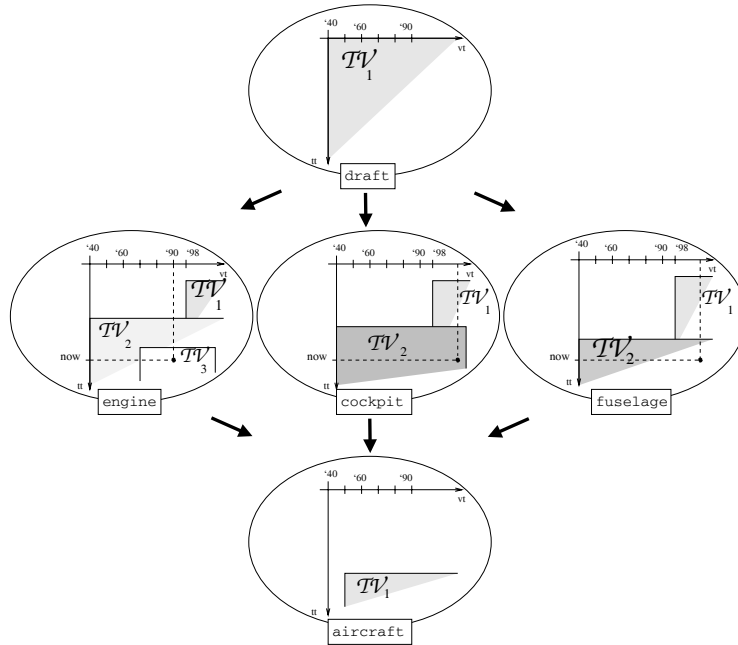 ‘40 ‘60 ‘90
vt
TV1
tt
draft
‘40 ‘60 ‘90 ‘98
vt
TV1
TV2
now
TV3
tt
engine
‘40 ‘60 ‘90 ‘98
vt
TV1
TV2
now
tt
cockpit
‘40 ‘60 ‘90 ‘98
vt
TV1
TV2
now
tt
fuselage
‘40 ‘60 ‘90
vt
TV1
tt
aircraft